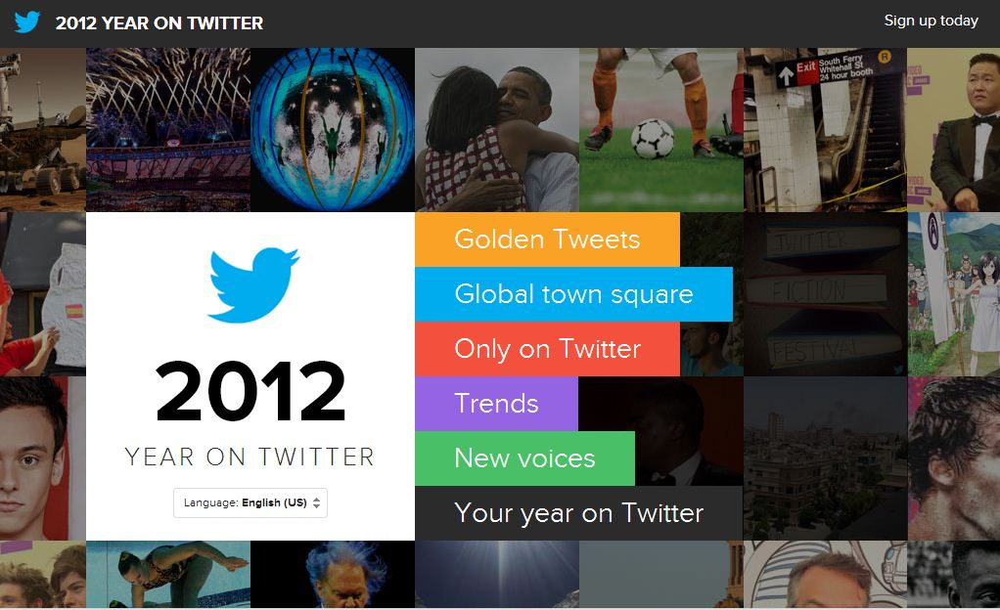 2012 YEAR ON TWITTER
Sign up today
Exit
South Ferry
Whitehall St
24 hour booth
R
Golden Tweets
Global town square
Only on Twitter
Trends
New voices
Your year on Twitter
TWITTER
FICTION
FESTIVAL
2012
YEAR ON TWITTER
Language: English (US)